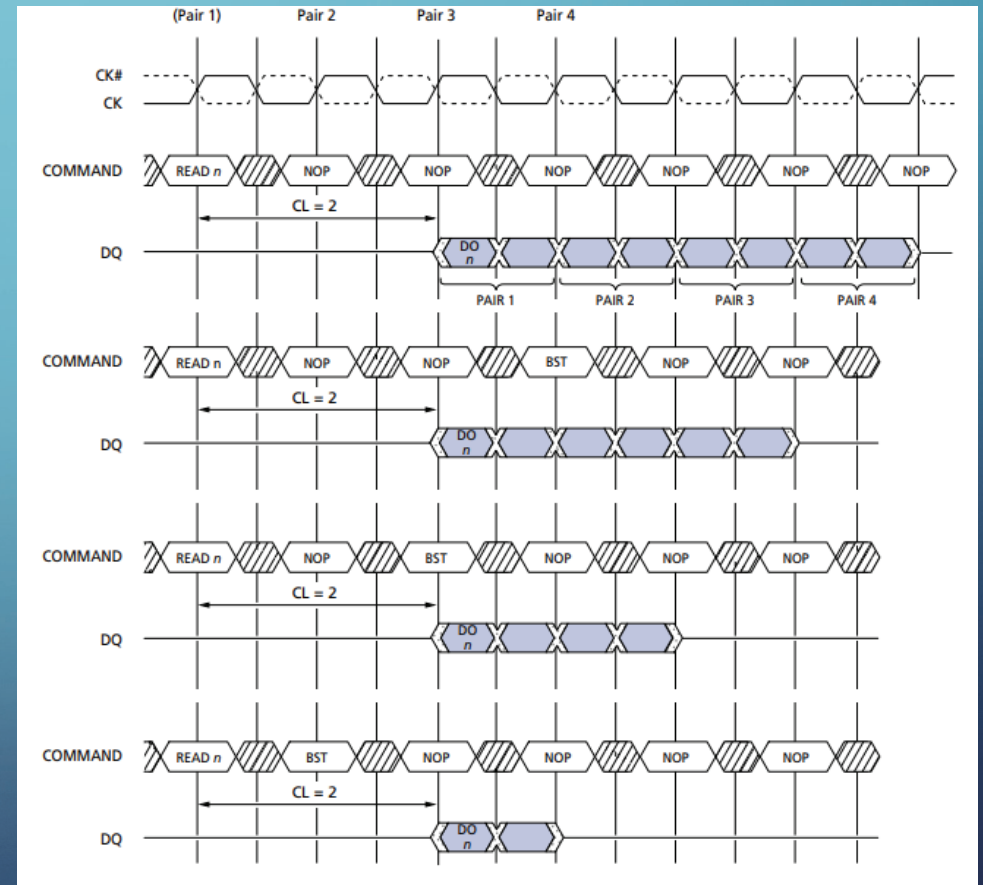 (Pair 1) Pair 2 Pair 3 Pair 4
CK#
CK
COMMAND READ n NOP NOP NOP NOP NOP NOP
CL = 2
DQ DO
n
PAIR 1 PAIR 2 PAIR 3 PAIR 4
COMMAND READ n NOP NOP BST NOP NOP
CL = 2
DQ DO
n
COMMAND READ n NOP BST NOP NOP NOP
CL = 2
DQ DO
n
COMMAND READ n BST NOP NOP NOP NOP
CL = 2
DQ DO
n